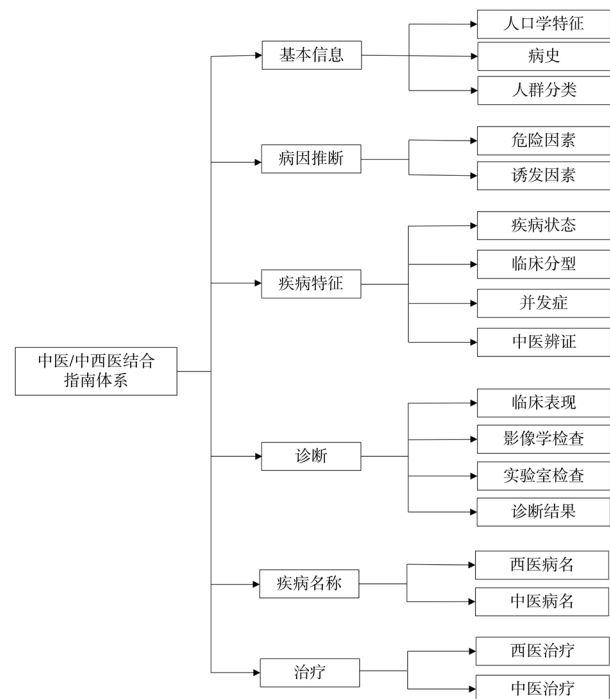 中医/中西医结合
指南体系
基本信息
人口学特征
病史
人群分类
病因推断
危险因素
诱发因素
疾病特征
疾病状态
临床分型
并发症
中医辨证
诊断
临床表现
影像学检查
实验室检查
诊断结果
疾病名称
西医病名
中医病名
治疗
西医治疗
中医治疗